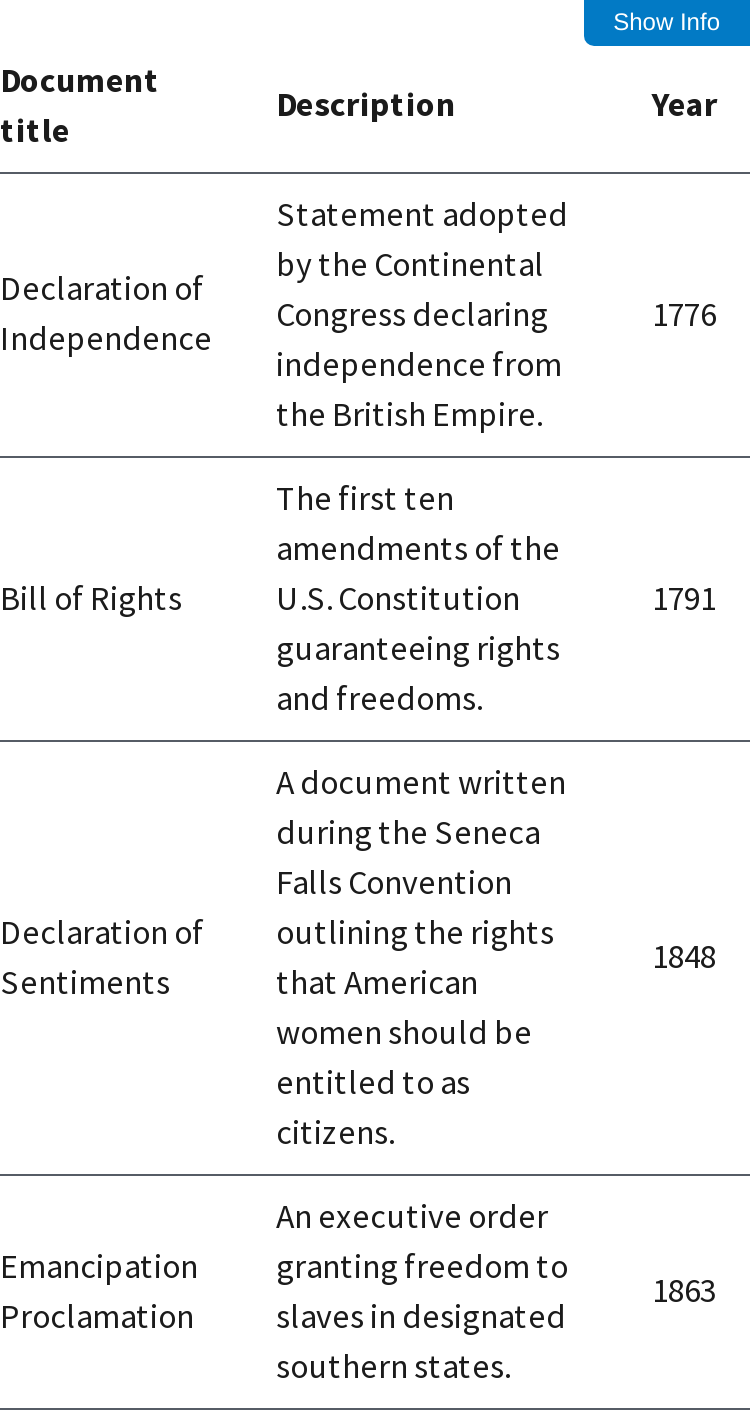 Show Info
Document
title
Description
Year
Declaration of
Independence
Statement adopted
by the Continental
Congress declaring
independence from
the British Empire.
1776
Bill of Rights
The first ten
amendments of the
U.S. Constitution
guaranteeing rights
and freedoms.
1791
Declaration of
Sentiments
A document written
during the Seneca
Falls Convention
outlining the rights
that American
women should be
entitled to as
citizens.
1848
Emancipation
Proclamation
An executive order
granting freedom to
slaves in designated
southern states.
1863